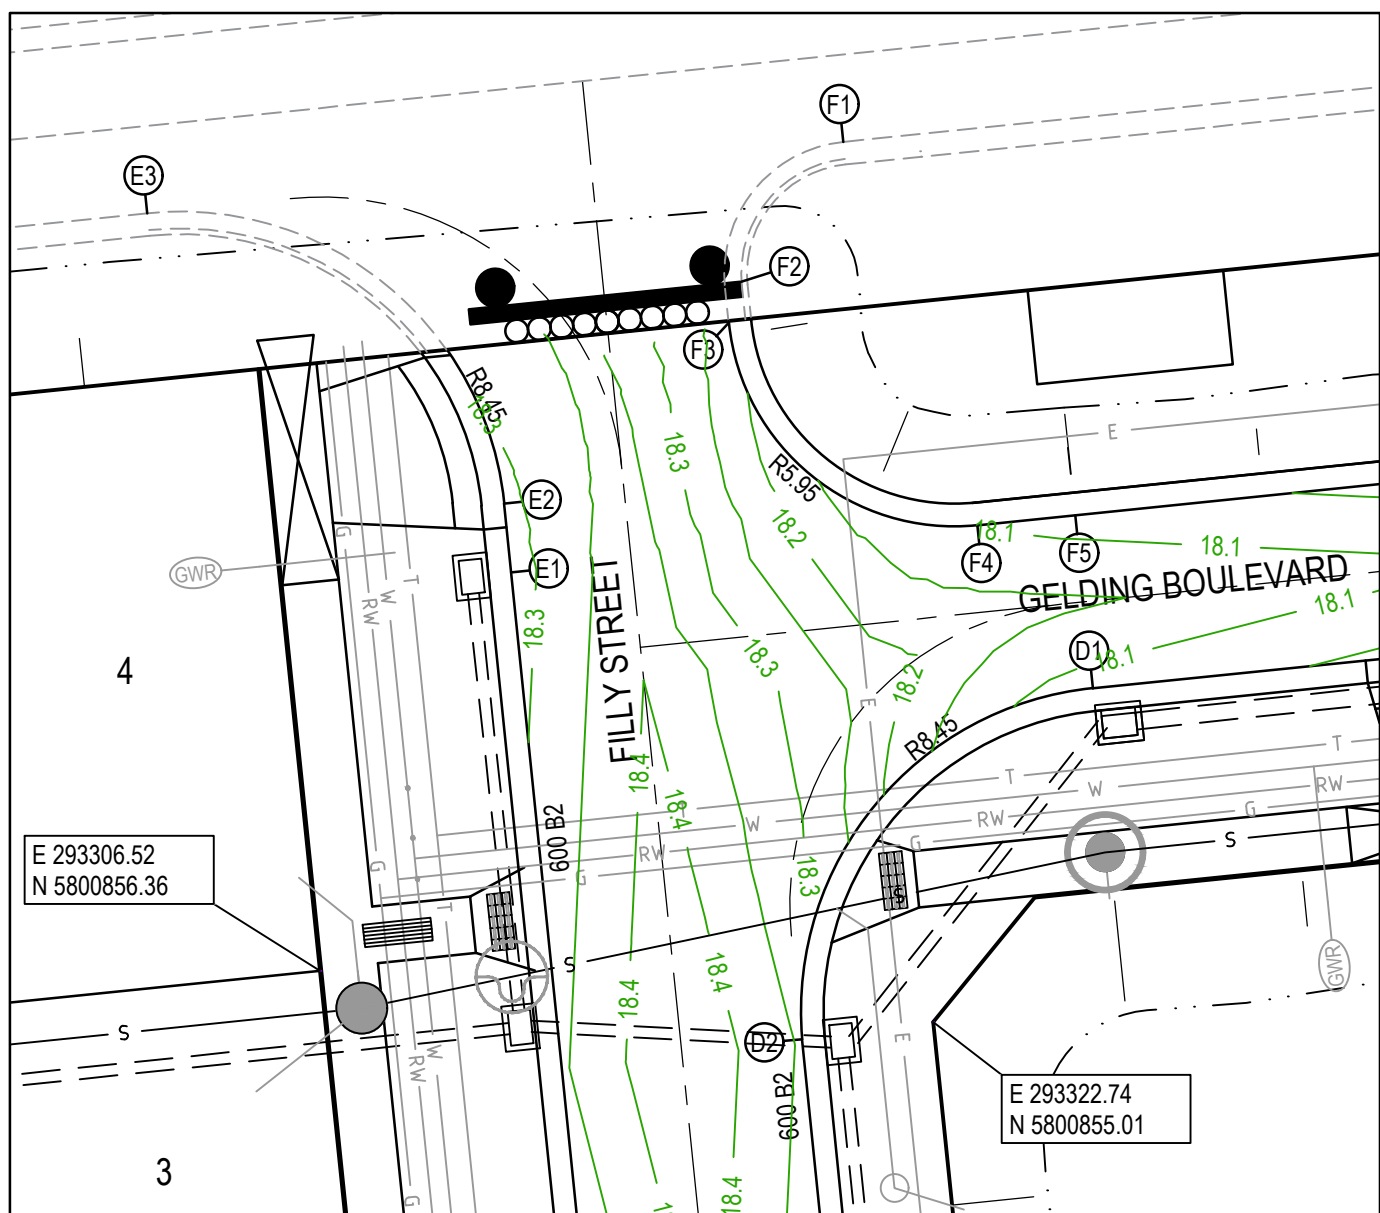 F1
E3
F2
F3
R8.45
18.3
18.3
R5.95
E
E2
18.2
18.1
18.1
F4
F5
G
GWR
T
W
RW
E1
GELDING BOULEVARD
18.1
FILLY STREET
18.3
4
18.3
D1
18.1
18.2
E
R8.45
18.4
18.4
T
T
W
RW
RW
G
W
600 B2
RW
G
G
S
E 293306.52
N 5800856.36
G
18.3
S
T
S
18.4
GWR
18.4
S
W
RW
D2
E
600 B2
E 293322.74
N 5800855.01
3
G
18.4